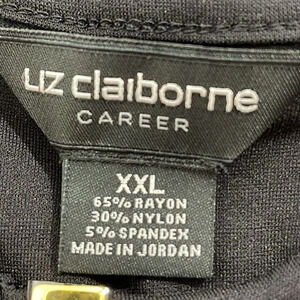 LIZ claiborne
CAREER
XXL
65% RAYON
30% NYLON
5% SPANDEX
MADE IN JORDAN